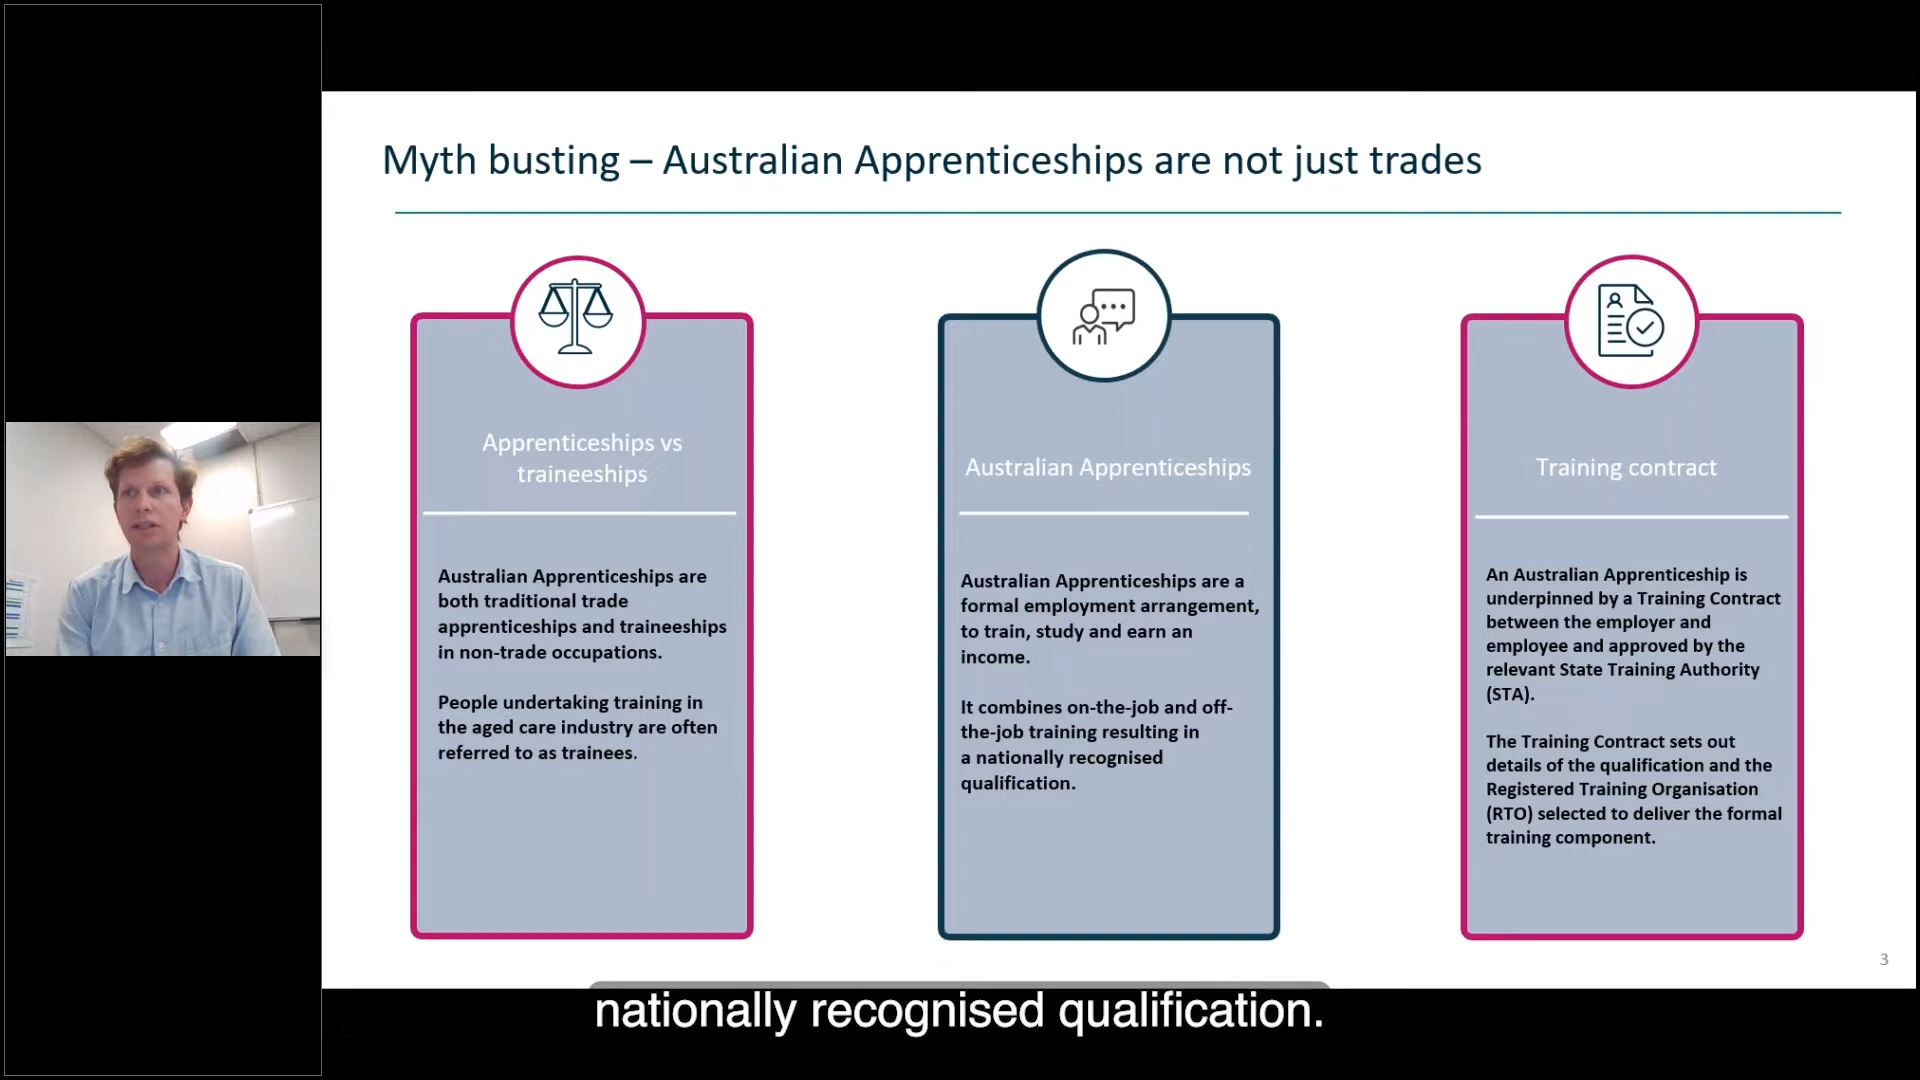 Myth busting – Australian Apprenticeships are not just trades
Apprenticeships vs
traineeships
Australian Apprenticeships are
both traditional trade
apprenticeships and traineeships
in non-trade occupations.
People undertaking training in
the aged care industry are often
referred to as trainees.
Australian Apprenticeships
Australian Apprenticeships are a
formal employment arrangement,
to train, study and earn an
income.
It combines on-the-job and off-
the-job training resulting in
a nationally recognised
qualification.
Training contract
An Australian Apprenticeship is
underpinned by a Training Contract
between the employer and
employee and approved by the
relevant State Training Authority
(STA).
The Training Contract sets out
details of the qualification and the
Registered Training Organisation
(RTO) selected to deliver the formal
training component.
3
nationally recognised qualification.